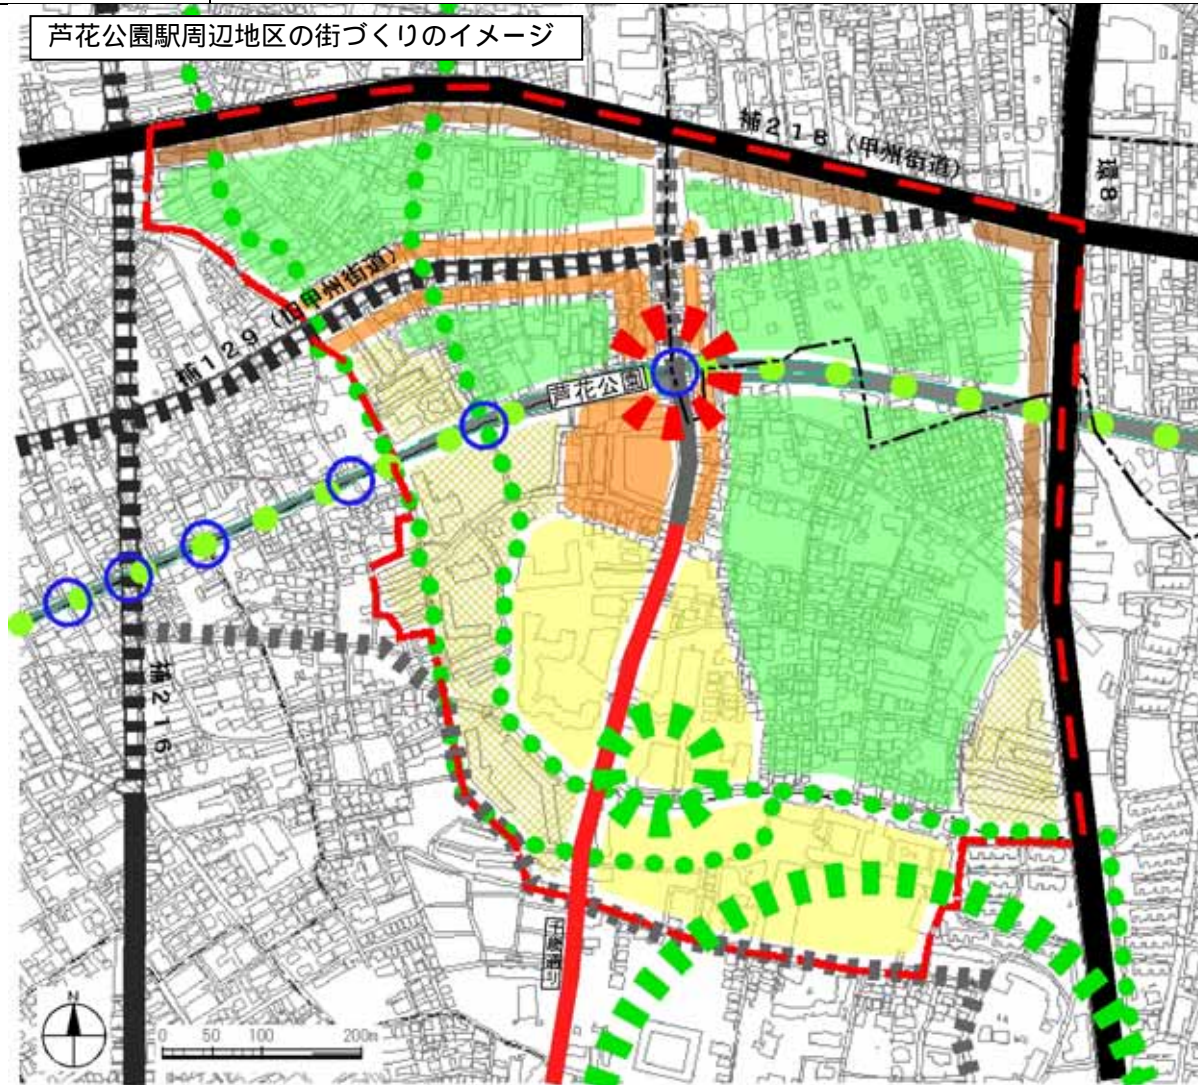 芦花公園駅周辺地区の街づくりのイメージ
補218（甲州街道）
環8
補129（旧甲州街道）
芦花公園
補216
千歳通り
N
0 50 100 200m